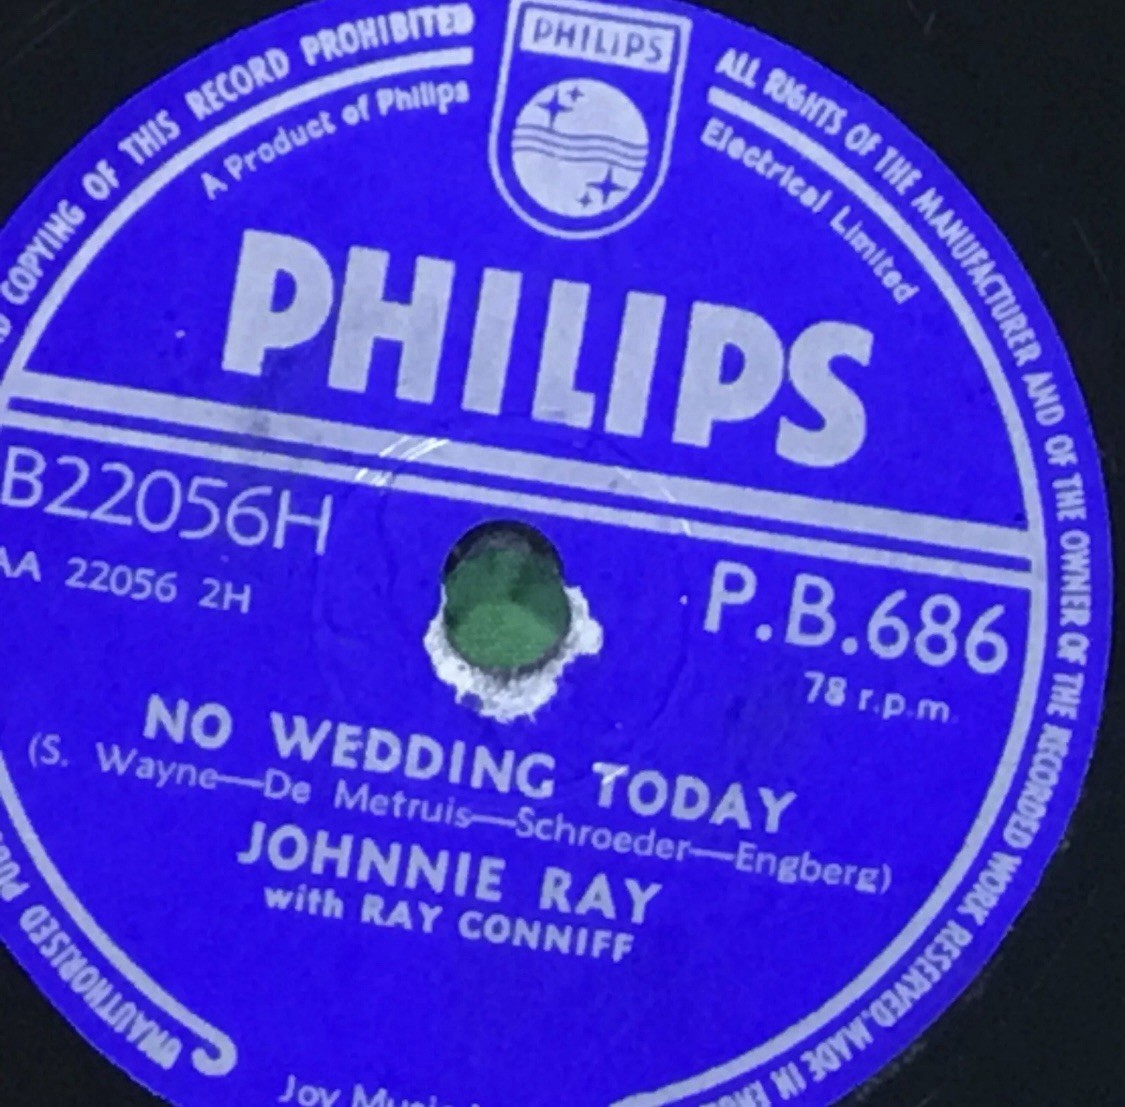 COPYING OF THIS RECORD PROHIBITED
PHILIPS
ALL RIGHTS OF THE MANUFACTURER AND OF THE OWNER OF THE RECORDED WORK RESERVED. MADE IN
A Product of Philips
Electrical Limited
PHILIPS
B22056H
AA 22056 2H
P.B.686
78 r.p.m.
NO WEDDING TODAY
(S. Wayne—De Metruis—Schroeder—Engberg)
JOHNNIE RAY
with RAY CONNIFF
UNAUTHORISED
Joy Music